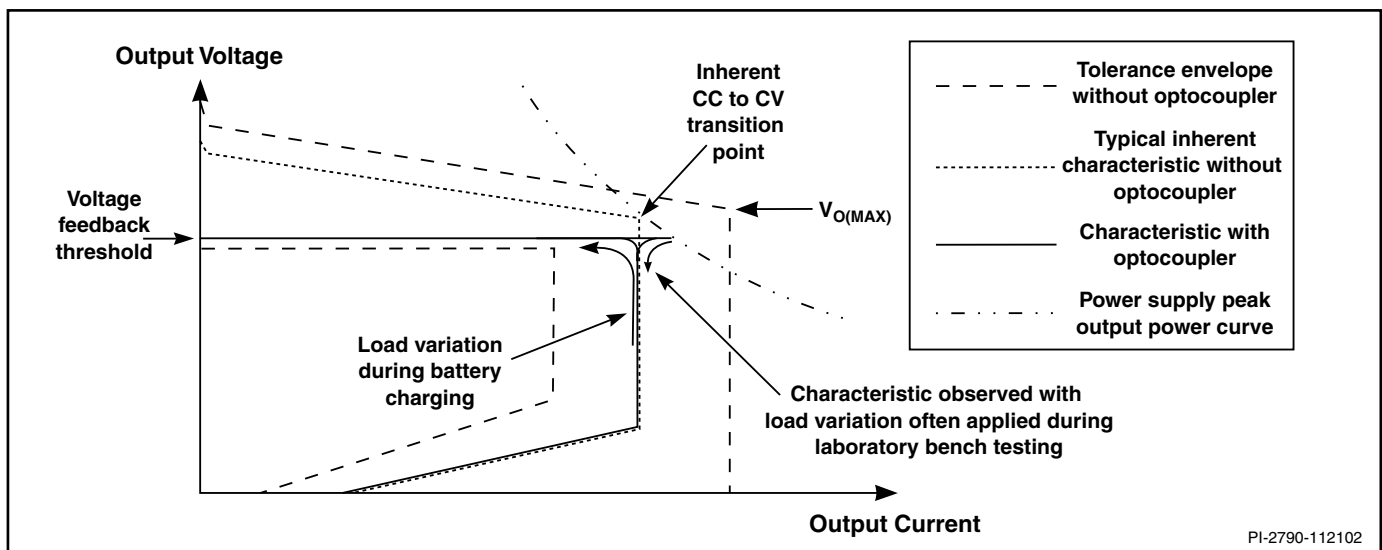 Output Voltage
Inherent
CC to CV
transition
point
Tolerance envelope
without optocoupler
Typical inherent
characteristic without
optocoupler
Characteristic with
optocoupler
Power supply peak
output power curve
Voltage
feedback
threshold
VO(MAX)
Load variation
during battery
charging
Characteristic observed with
load variation often applied during
laboratory bench testing
Output Current
PI-2790-112102